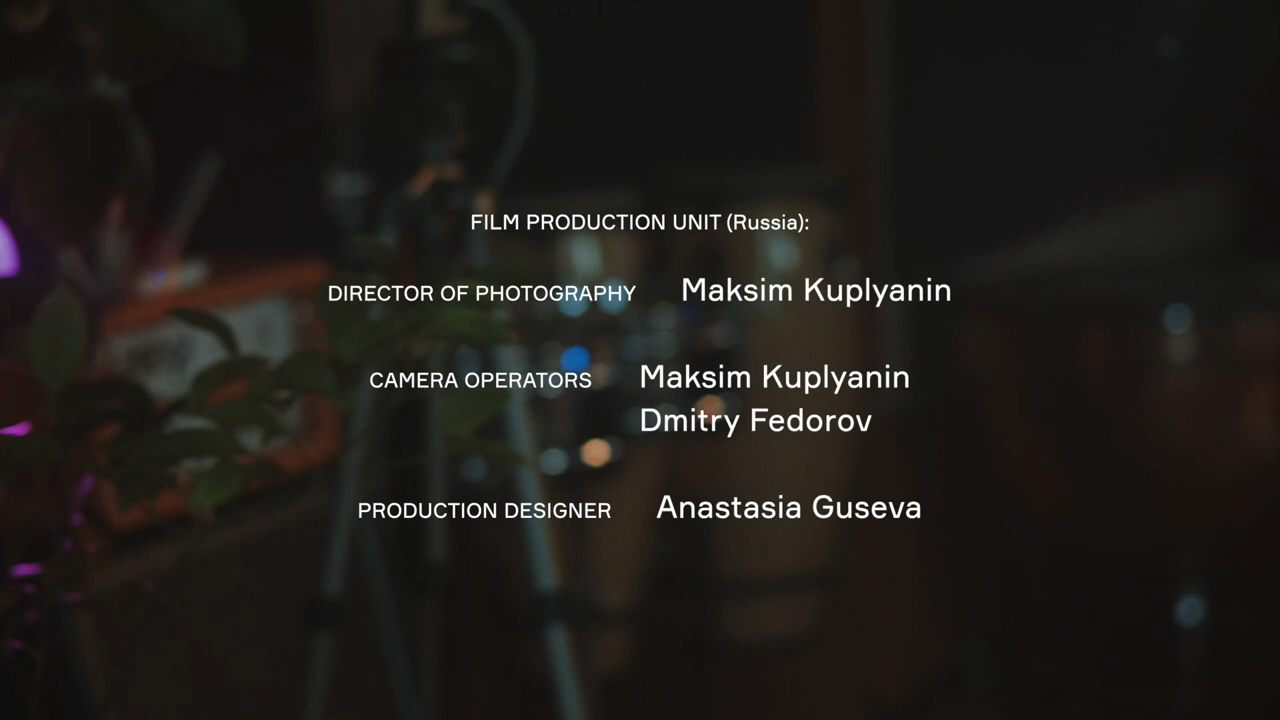 FILM PRODUCTION UNIT (Russia):
DIRECTOR OF PHOTOGRAPHY Maksim Kuplyanin
CAMERA OPERATORS Maksim Kuplyanin
Dmitry Fedorov
PRODUCTION DESIGNER Anastasia Guseva